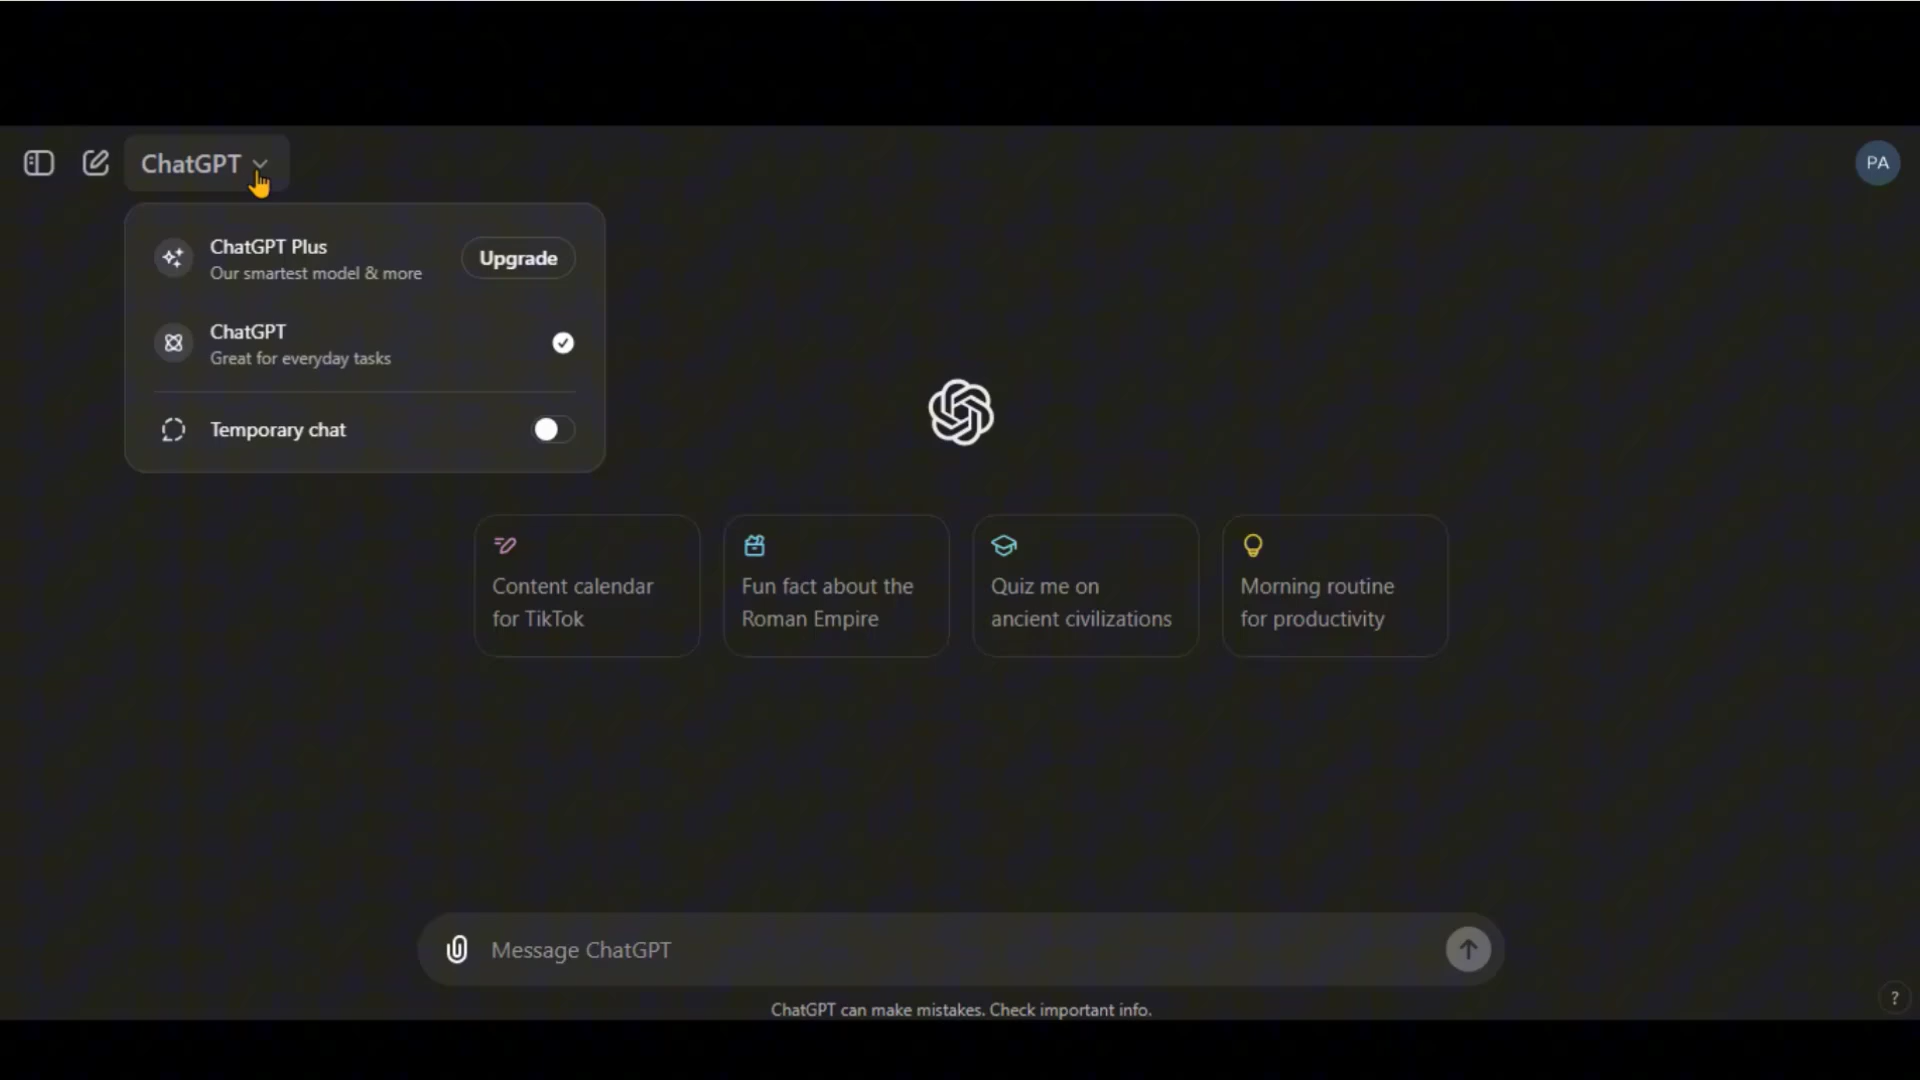 ChatGPT
PA
ChatGPT Plus
Our smartest model & more
Upgrade
ChatGPT
Great for everyday tasks
Temporary chat
Content calendar
for TikTok
Fun fact about the
Roman Empire
Quiz me on
ancient civilizations
Morning routine
for productivity
Message ChatGPT
ChatGPT can make mistakes. Check important info.
?